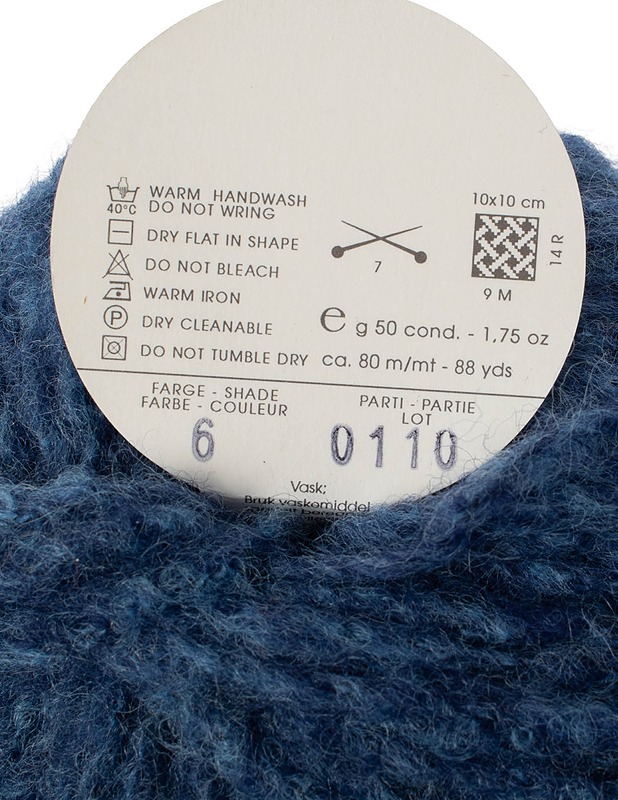 40°C WARM HANDWASH
DO NOT WRING
DRY FLAT IN SHAPE
DO NOT BLEACH
WARM IRON
P DRY CLEANABLE
DO NOT TUMBLE DRY
7
10x10 cm
14 R
9 M
e g 50 cond. - 1,75 oz
ca. 80 m/mt - 88 yds
FARGE - SHADE
FARBE - COULEUR
6
PARTI - PARTIE
LOT
0110
Vask;
Bruk vaskemiddel